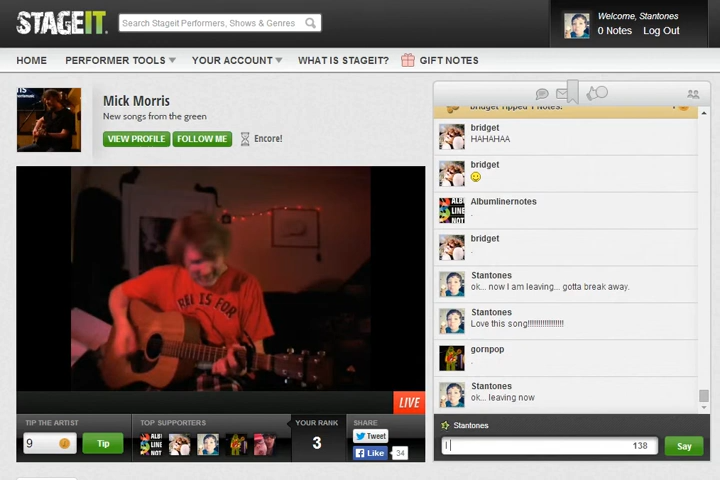 STAGEIT.
Search Stageit Performers, Shows & Genres
Welcome, Stantones
0 Notes Log Out
HOME PERFORMER TOOLS YOUR ACCOUNT WHAT IS STAGEIT? GIFT NOTES
Mick Morris
New songs from the green
VIEW PROFILE FOLLOW ME Encore!
LIVE
TIP THE ARTIST
9
Tip
TOP SUPPORTERS
ALB
LINE
NOT
YOUR RANK
3
SHARE
Tweet
Like 34
bridget Tipped 1 Notes!
bridget
HAHAHAA
bridget
Albumlinernotes
.
bridget
.
Stantones
ok... now I am leaving... gotta break away.
Stantones
Love this song!!!!!!!!!!!!!!!!!!
gornpop
.
Stantones
ok... leaving now
Stantones
I
138
Say